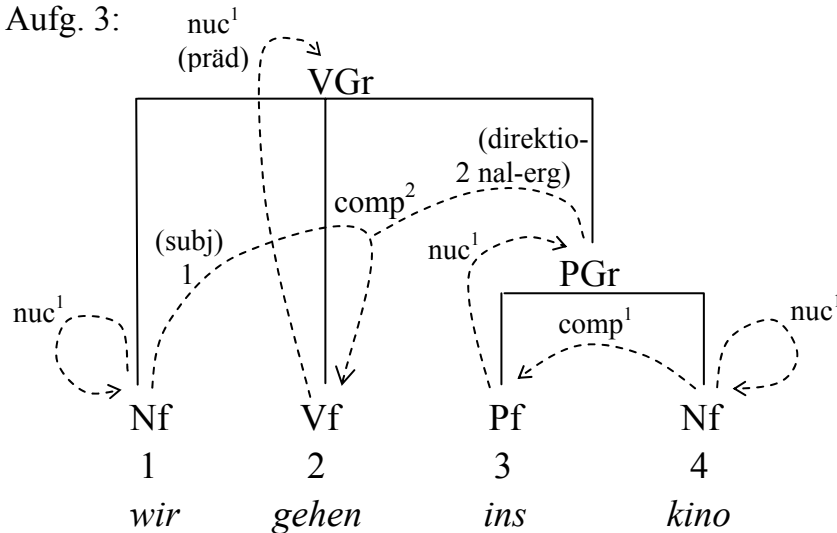 Aufg. 3:
nuc¹
(präd)
VGr
(direktio-
2 nal-erg)
comp²
(subj)
1
nuc¹
PGr
nuc¹
comp¹
nuc¹
Nf Vf Pf Nf
1 2 3 4
wir gehen ins kino